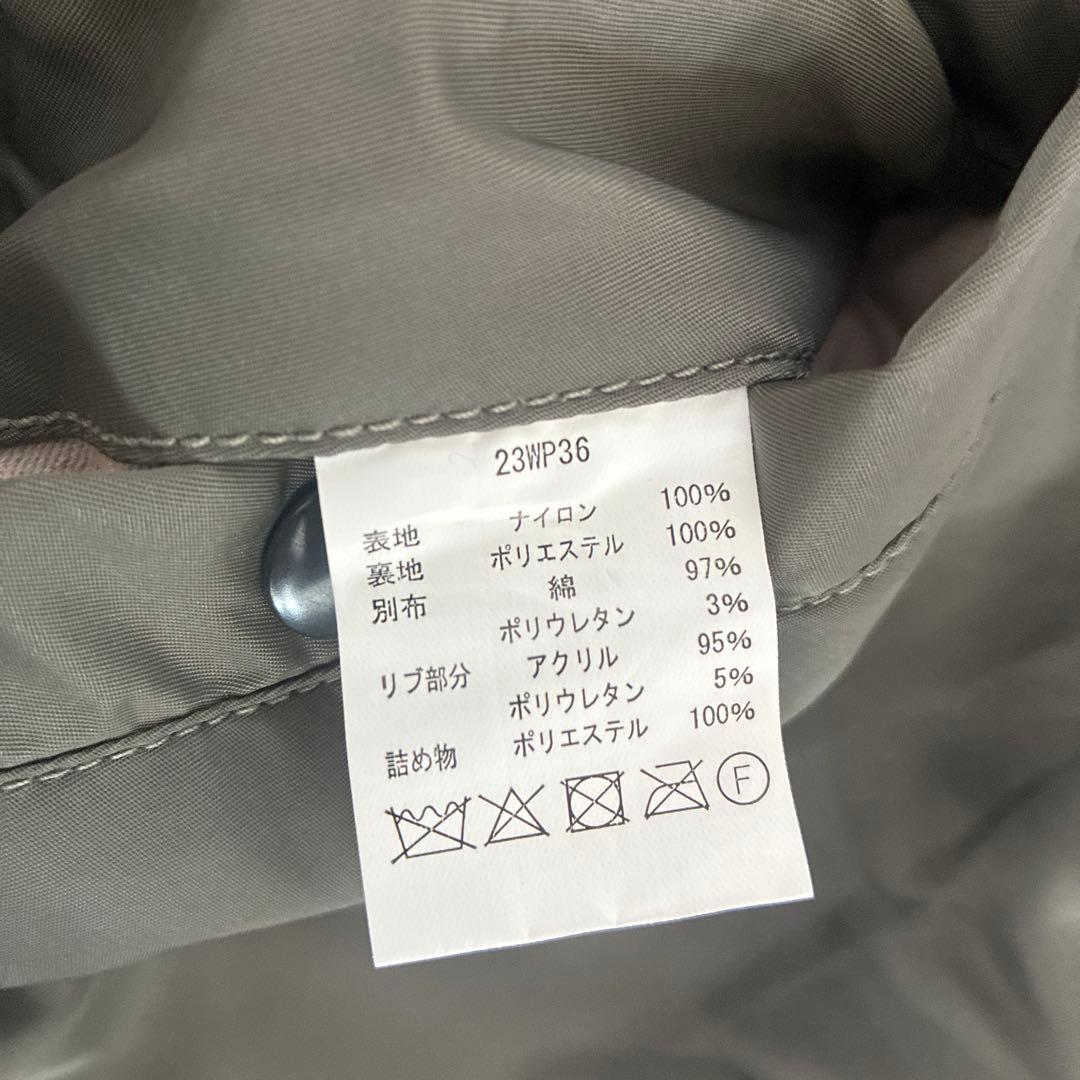 23WP36
表地 ナイロン 100%
裏地 ポリエステル 100%
別布 綿 97%
ポリウレタン 3%
リブ部分 アクリル 95%
ポリウレタン 5%
詰め物 ポリエステル 100%
F